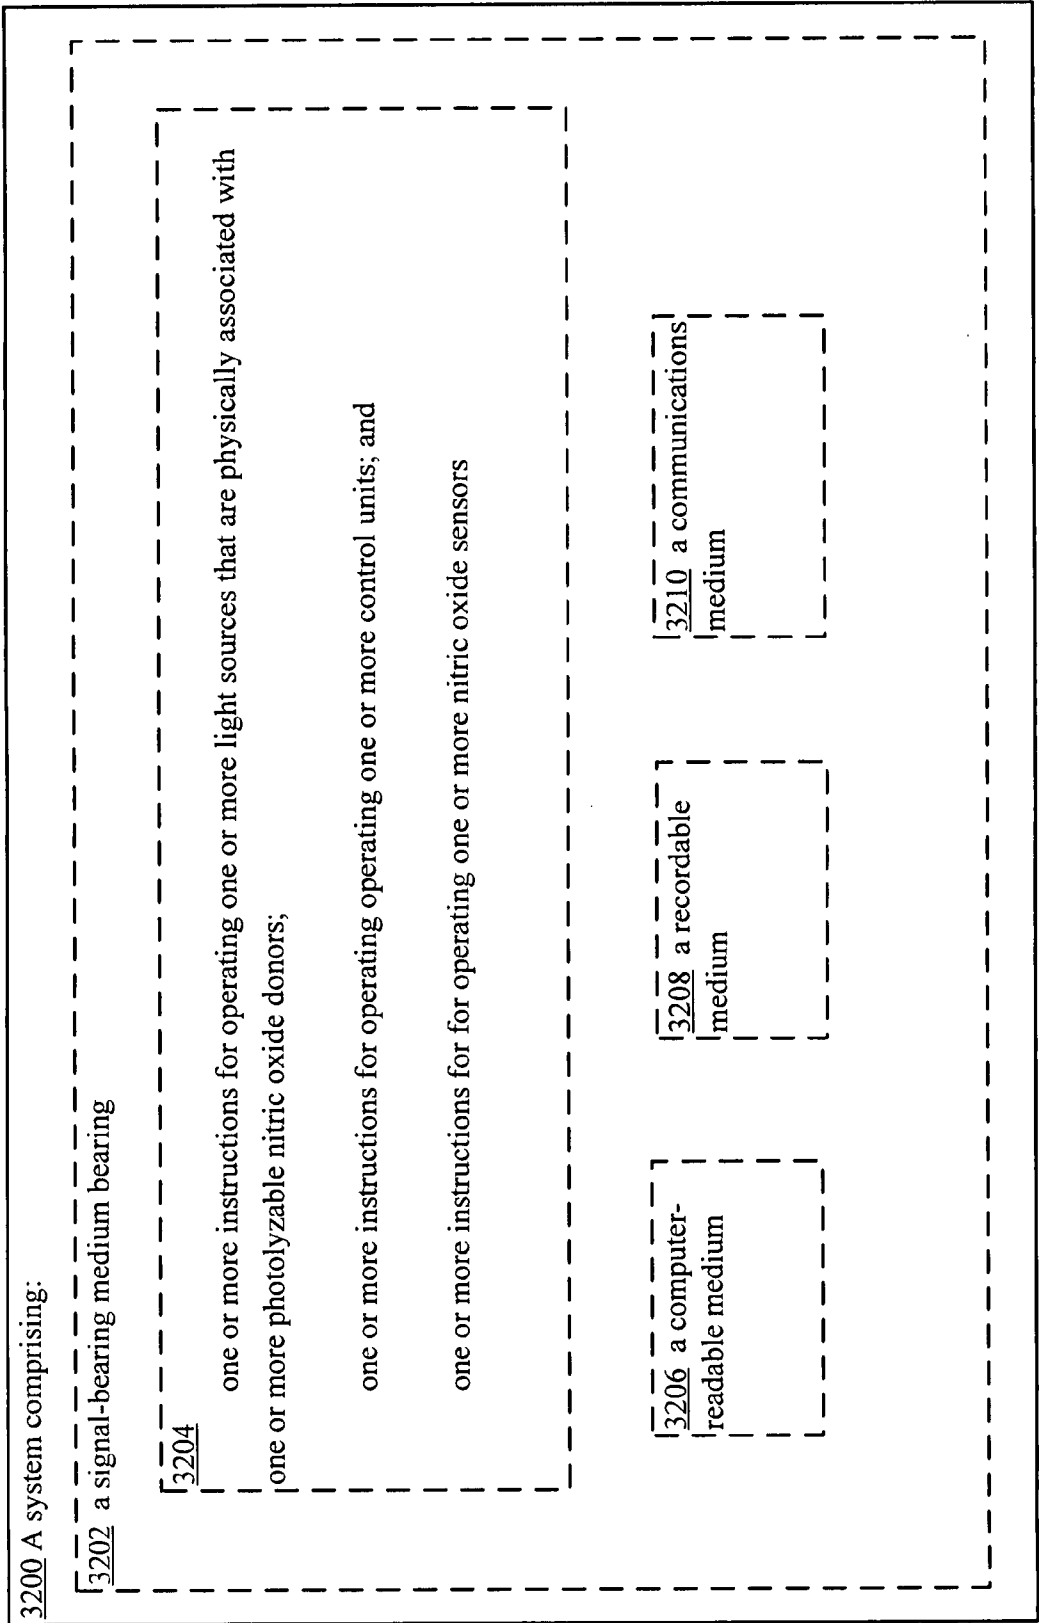 3200 A system comprising:
3202 a signal-bearing medium bearing
3204
one or more instructions for operating one or more light sources that are physically associated with
one or more photolyzable nitric oxide donors;
one or more instructions for operating operating one or more control units; and
one or more instructions for for operating one or more nitric oxide sensors
3206 a computer-
readable medium
3208 a recordable
medium
3210 a communications
medium